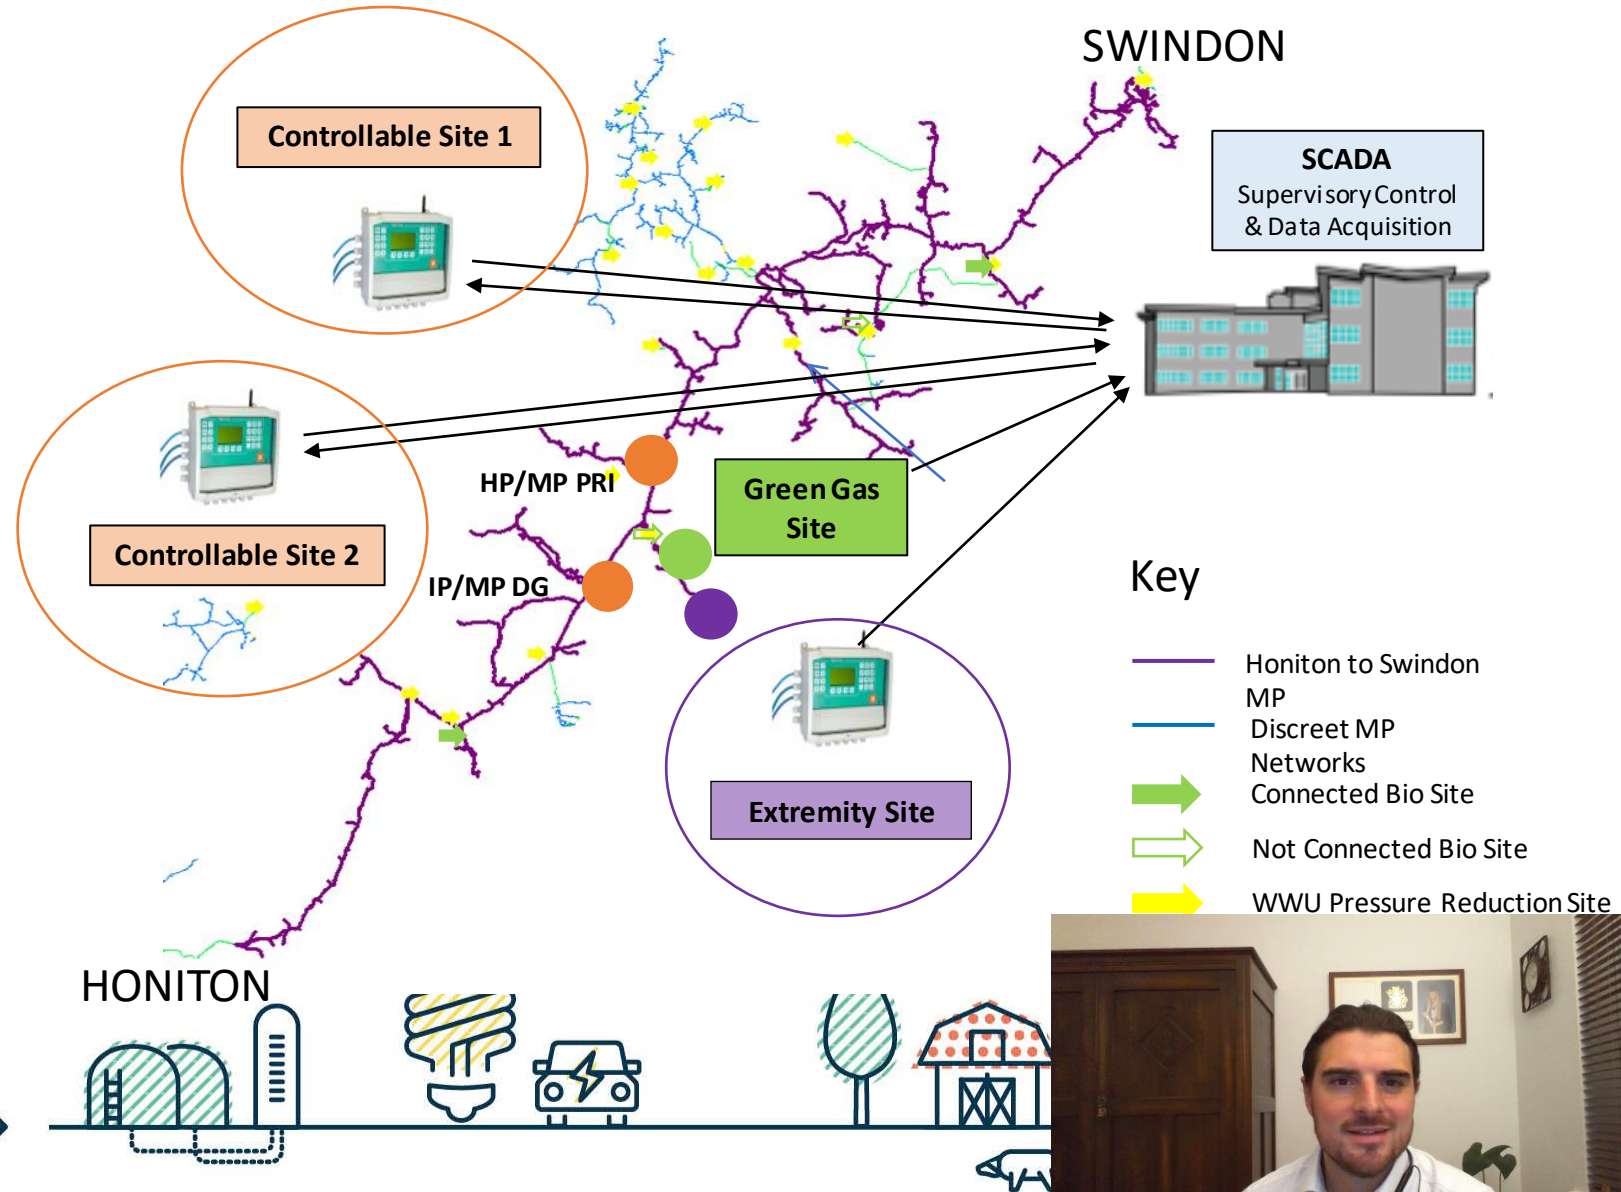 SWINDON
Controllable Site 1
SCADA
Supervisory Control
& Data Acquisition
HP/MP PRI
Green Gas
Site
Controllable Site 2
IP/MP DG
Extremity Site
Key
Honiton to Swindon
MP
Discreet MP
Networks
Connected Bio Site
Not Connected Bio Site
WWU Pressure Reduction Site
HONITON